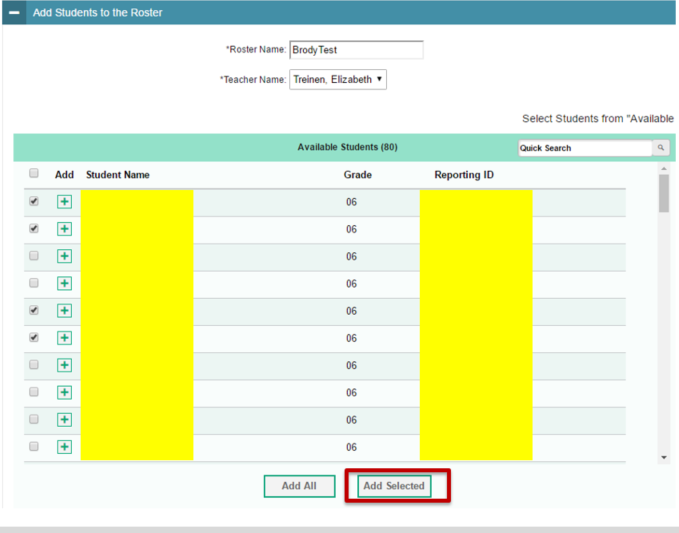 Add Students to the Roster
*Roster Name: BrodyTest
*Teacher Name: Treinen, Elizabeth
Select Students from "Available
Available Students (80)
Quick Search
Add Student Name Grade Reporting ID
06
06
06
06
06
06
06
06
06
06
Add All Add Selected